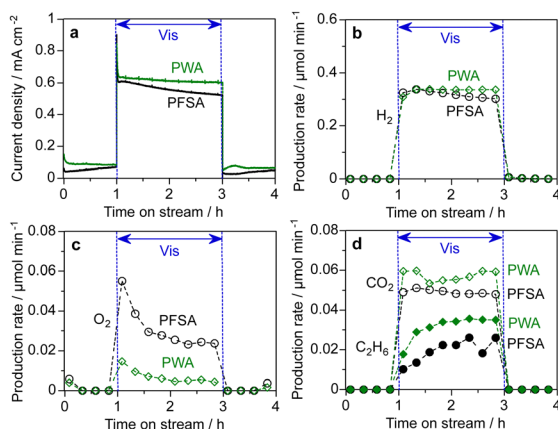 a
Vis
PWA
PFSA
Current density / mA cm⁻²
1
0.8
0.6
0.4
0.2
0
0 1 2 3 4
Time on stream / h
b
Vis
PWA
PFSA
H₂
Production rate / μmol min⁻¹
0.6
0.4
0.2
0
0 1 2 3 4
Time on stream / h
c
Vis
O₂
PFSA
PWA
Production rate / μmol min⁻¹
0.08
0.06
0.04
0.02
0
0 1 2 3 4
Time on stream / h
d
Vis
CO₂
PWA
PFSA
C₂H₆
PWA
PFSA
Production rate / μmol min⁻¹
0.08
0.06
0.04
0.02
0
0 1 2 3 4
Time on stream / h